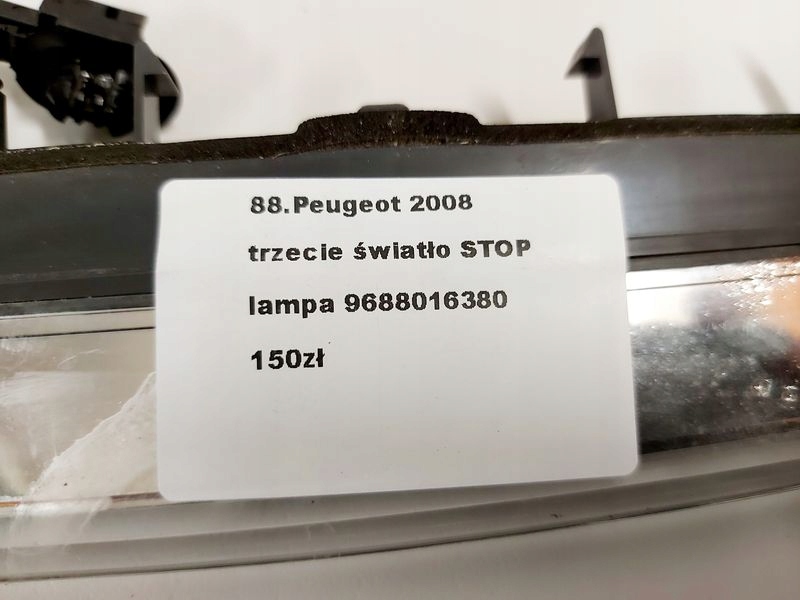 88.Peugeot 2008
trzecie światło STOP
lampa 9688016380
150zł